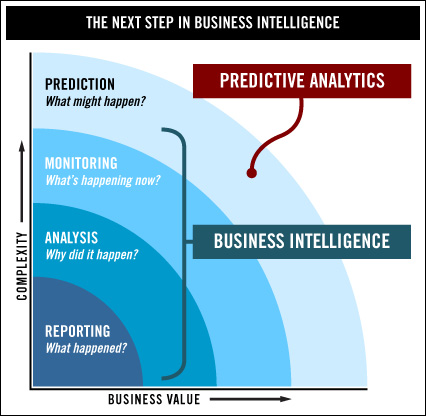 THE NEXT STEP IN BUSINESS INTELLIGENCE
PREDICTION
What might happen?
PREDICTIVE ANALYTICS
MONITORING
What's happening now?
ANALYSIS
Why did it happen?
BUSINESS INTELLIGENCE
REPORTING
What happened?
COMPLEXITY
BUSINESS VALUE